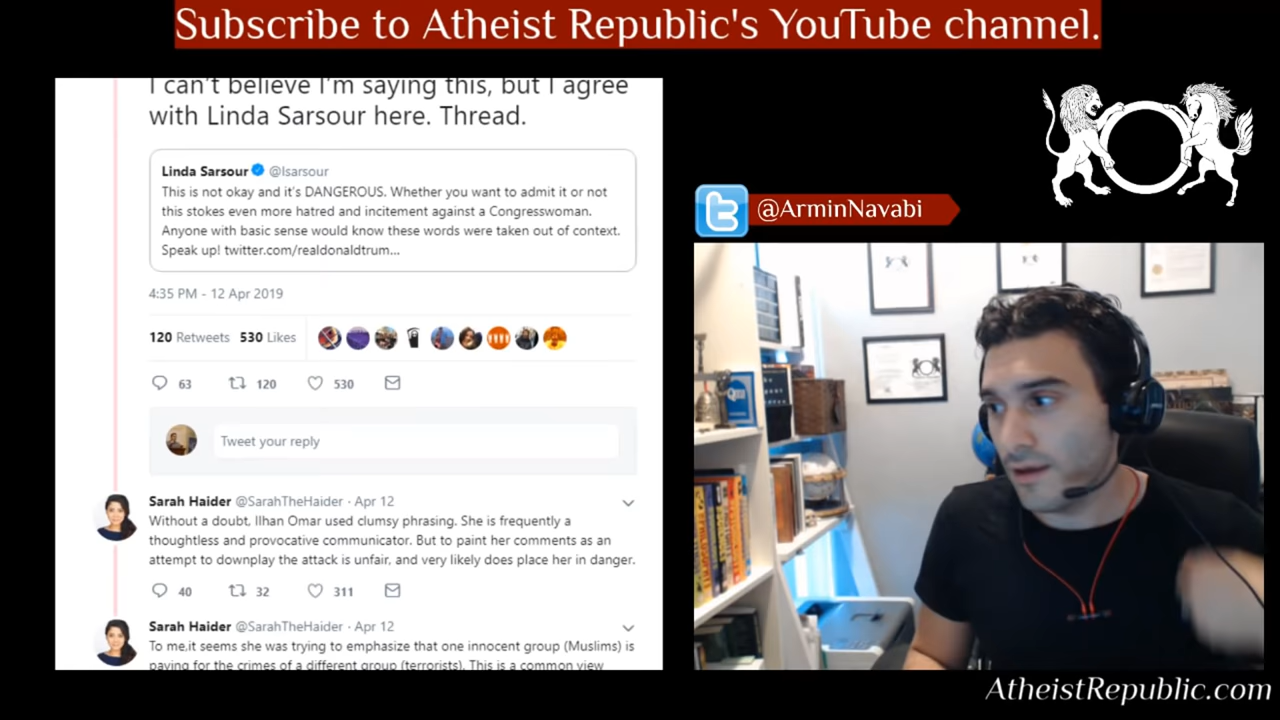 Subscribe to Atheist Republic's YouTube channel.
I can't believe I'm saying this, but I agree
with Linda Sarsour here. Thread.
Linda Sarsour @lsarsour
This is not okay and it's DANGEROUS. Whether you want to admit it or not
this stokes even more hatred and incitement against a Congresswoman.
Anyone with basic sense would know these words were taken out of context.
Speak up! twitter.com/realdonaldtrum...
4:35 PM - 12 Apr 2019
120 Retweets 530 Likes
63 120 530
Tweet your reply
Sarah Haider @SarahTheHaider · Apr 12
Without a doubt, Ilhan Omar used clumsy phrasing. She is frequently a
thoughtless and provocative communicator. But to paint her comments as an
attempt to downplay the attack is unfair, and very likely does place her in danger.
40 32 311
Sarah Haider @SarahTheHaider · Apr 12
To me,it seems she was trying to emphasize that one innocent group (Muslims) is
paying for the crimes of a different group (terrorists). This is a common view
@ArminNavabi
AtheistRepublic.com